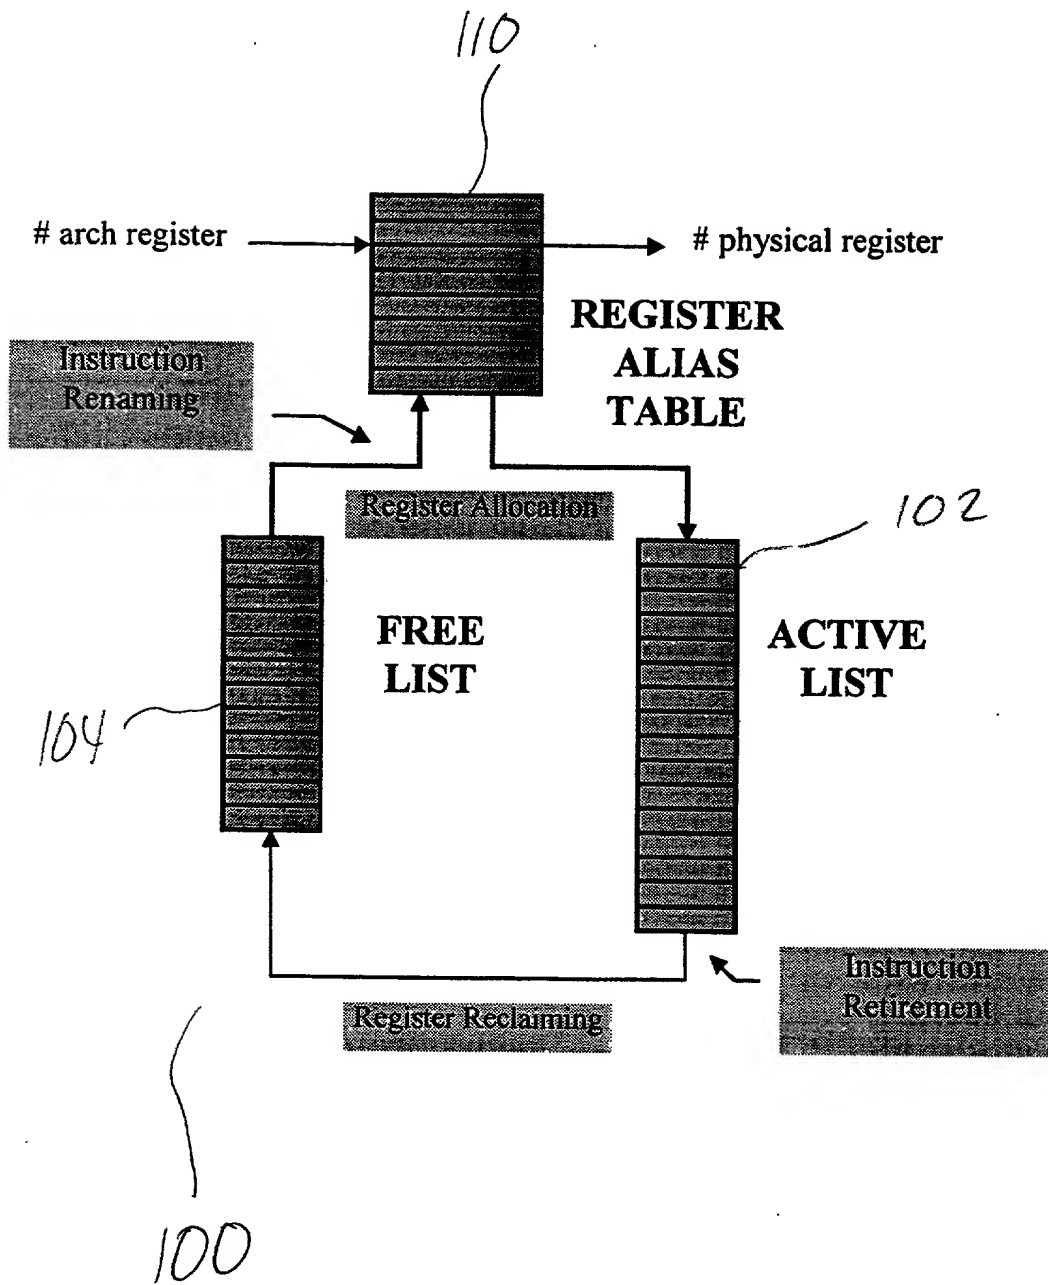 110
# arch register
# physical register
REGISTER
ALIAS
TABLE
Instruction
Renaming
Register Allocation
102
FREE
LIST
ACTIVE
LIST
104
Instruction
Retirement
Register Reclaiming
100